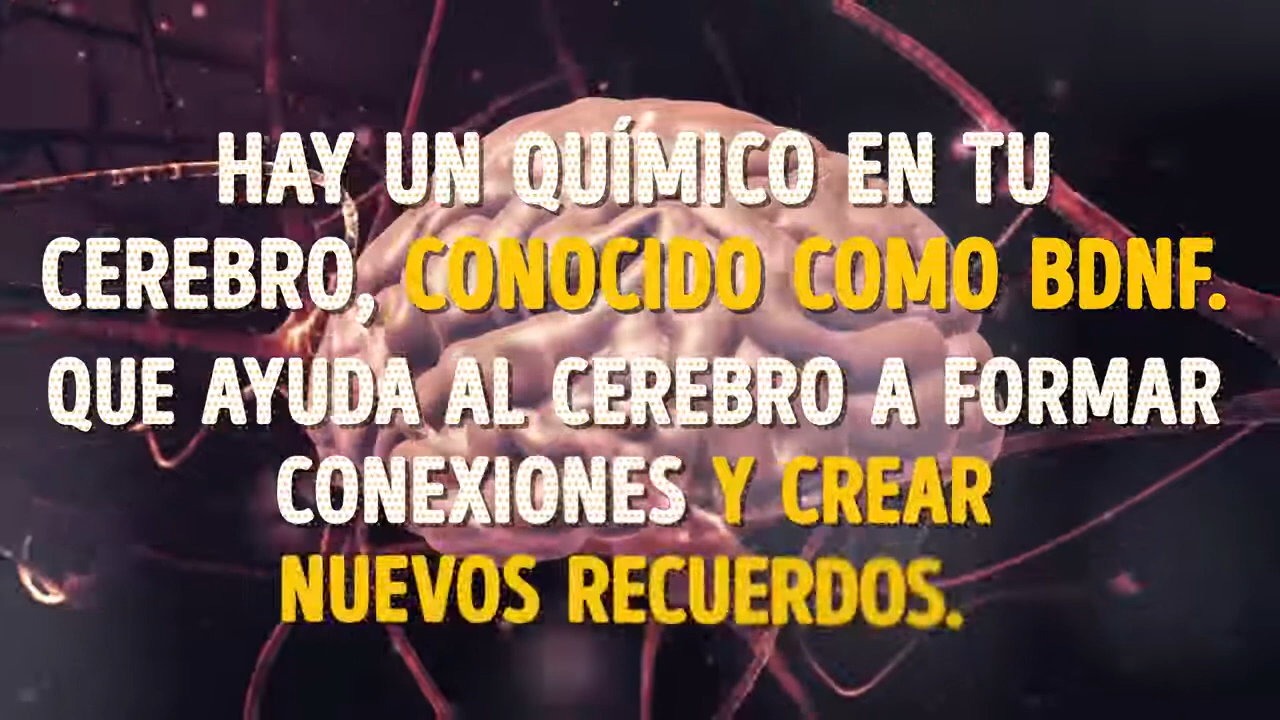 HAY UN QUÍMICO EN TU
CEREBRO, CONOCIDO COMO BDNF.
QUE AYUDA AL CEREBRO A FORMAR
CONEXIONES Y CREAR
NUEVOS RECUERDOS.